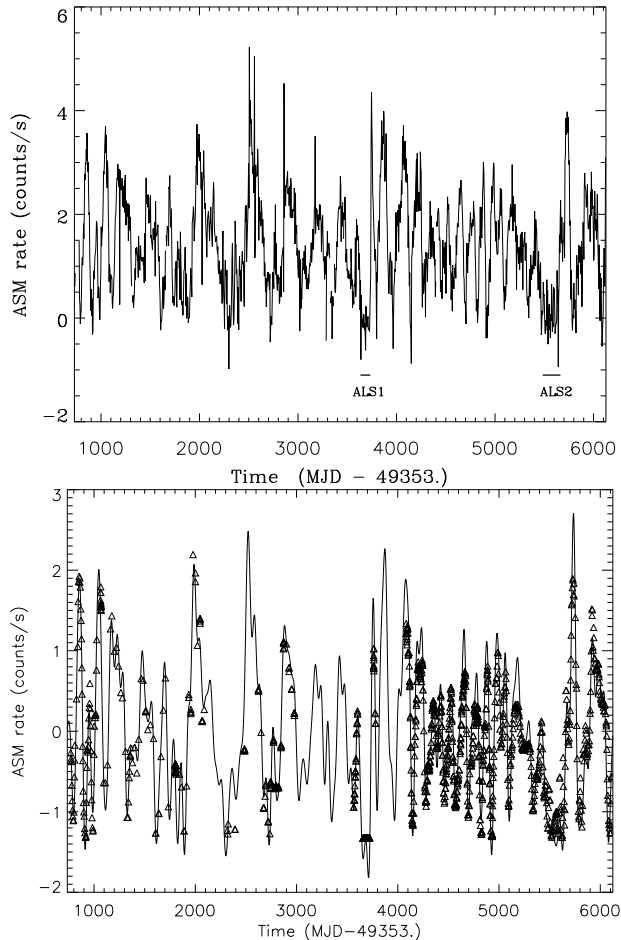 6
4
2
0
−2
ASM rate (counts/s)
ALS1
ALS2
1000 2000 3000 4000 5000 6000
Time (MJD − 49353.)
3
2
1
0
−1
−2
ASM rate (counts/s)
1000 2000 3000 4000 5000 6000
Time (MJD−49353.)